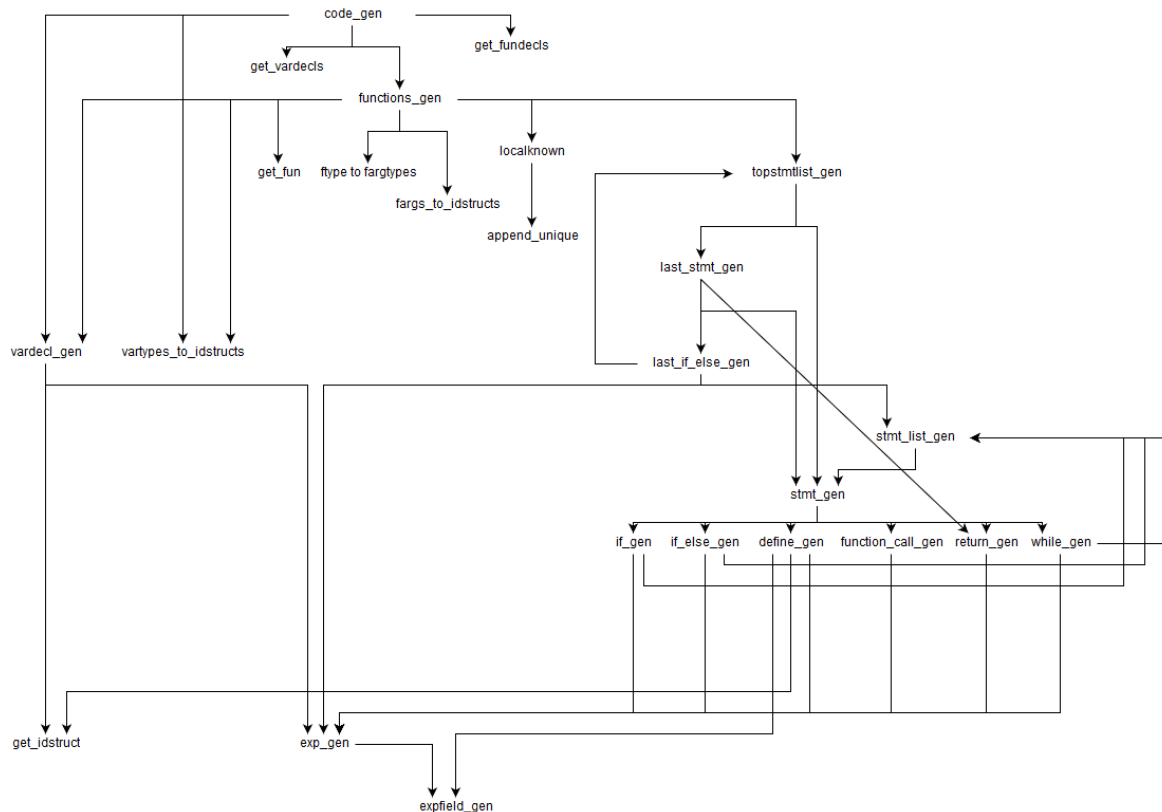 code_gen
get_fundecls
get_vardecls
functions_gen
localknown
get_fun
ftype to fargtypes
topstmtlist_gen
fargs_to_idstructs
append_unique
last_stmt_gen
vardecl_gen
vartypes_to_idstructs
last_if_else_gen
stmt_list_gen
stmt_gen
if_gen
if_else_gen
define_gen
function_call_gen
return_gen
while_gen
get_idstruct
exp_gen
expfield_gen